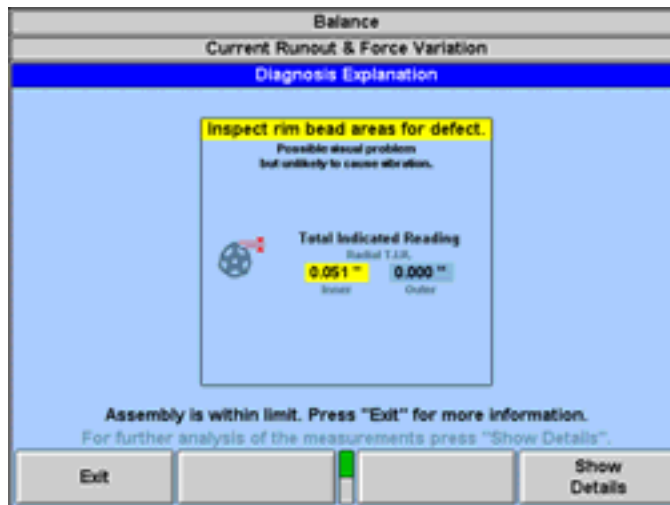 Balance
Current Runout & Force Variation
Diagnosis Explanation
Inspect rim bead areas for defect.
Possible visual problem
but unlikely to cause vibration.
Total Indicated Reading
Radial T.I.R.
0.051 " 0.000 "
Inner Outer
Assembly is within limit. Press "Exit" for more information.
For further analysis of the measurements press "Show Details".
Exit
Show
Details